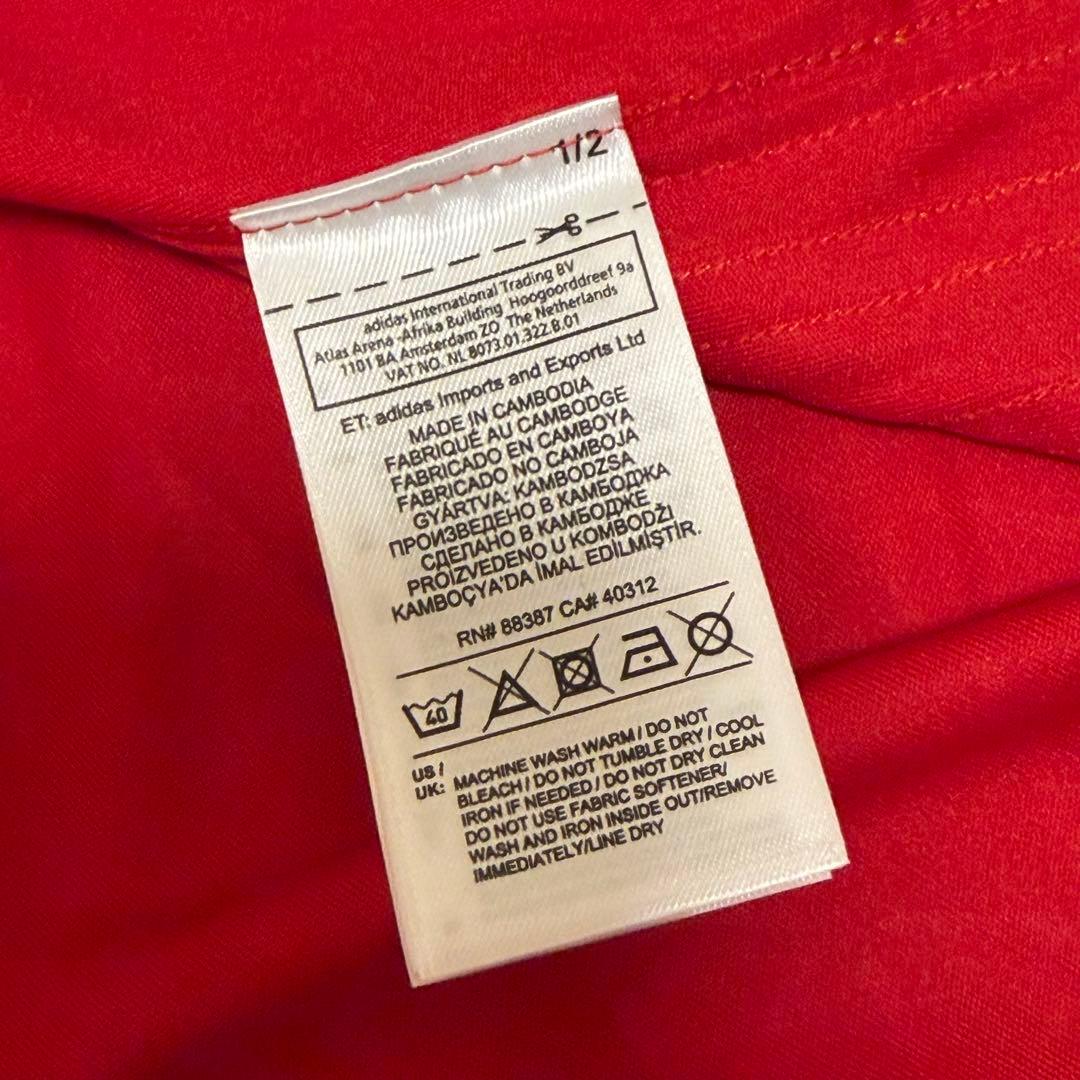 1/2
adidas International Trading BV
Atlas Arena -Afrika Building Hoogoorddreef 9a
1101 BA Amsterdam ZO The Netherlands
VAT NO. NL 8073.01.322.B.01
ET: adidas Imports and Exports Ltd
MADE IN CAMBODIA
FABRIQUÉ AU CAMBODGE
FABRICADO EN CAMBOYA
FABRICADO NO CAMBOJA
GYÁRTVA: KAMBODZSA
ПРОИЗВЕДЕНО В КАМБОДЖА
СДЕЛАНО В КАМБОДЖЕ
PROIZVEDENO U KOMBODŽI
KAMBOÇYA'DA İMAL EDİLMİŞTİR.
RN# 88387 CA# 40312
40
US / UK: MACHINE WASH WARM / DO NOT
BLEACH / DO NOT TUMBLE DRY / COOL
IRON IF NEEDED / DO NOT DRY CLEAN
DO NOT USE FABRIC SOFTENER/
WASH AND IRON INSIDE OUT/REMOVE
IMMEDIATELY/LINE DRY